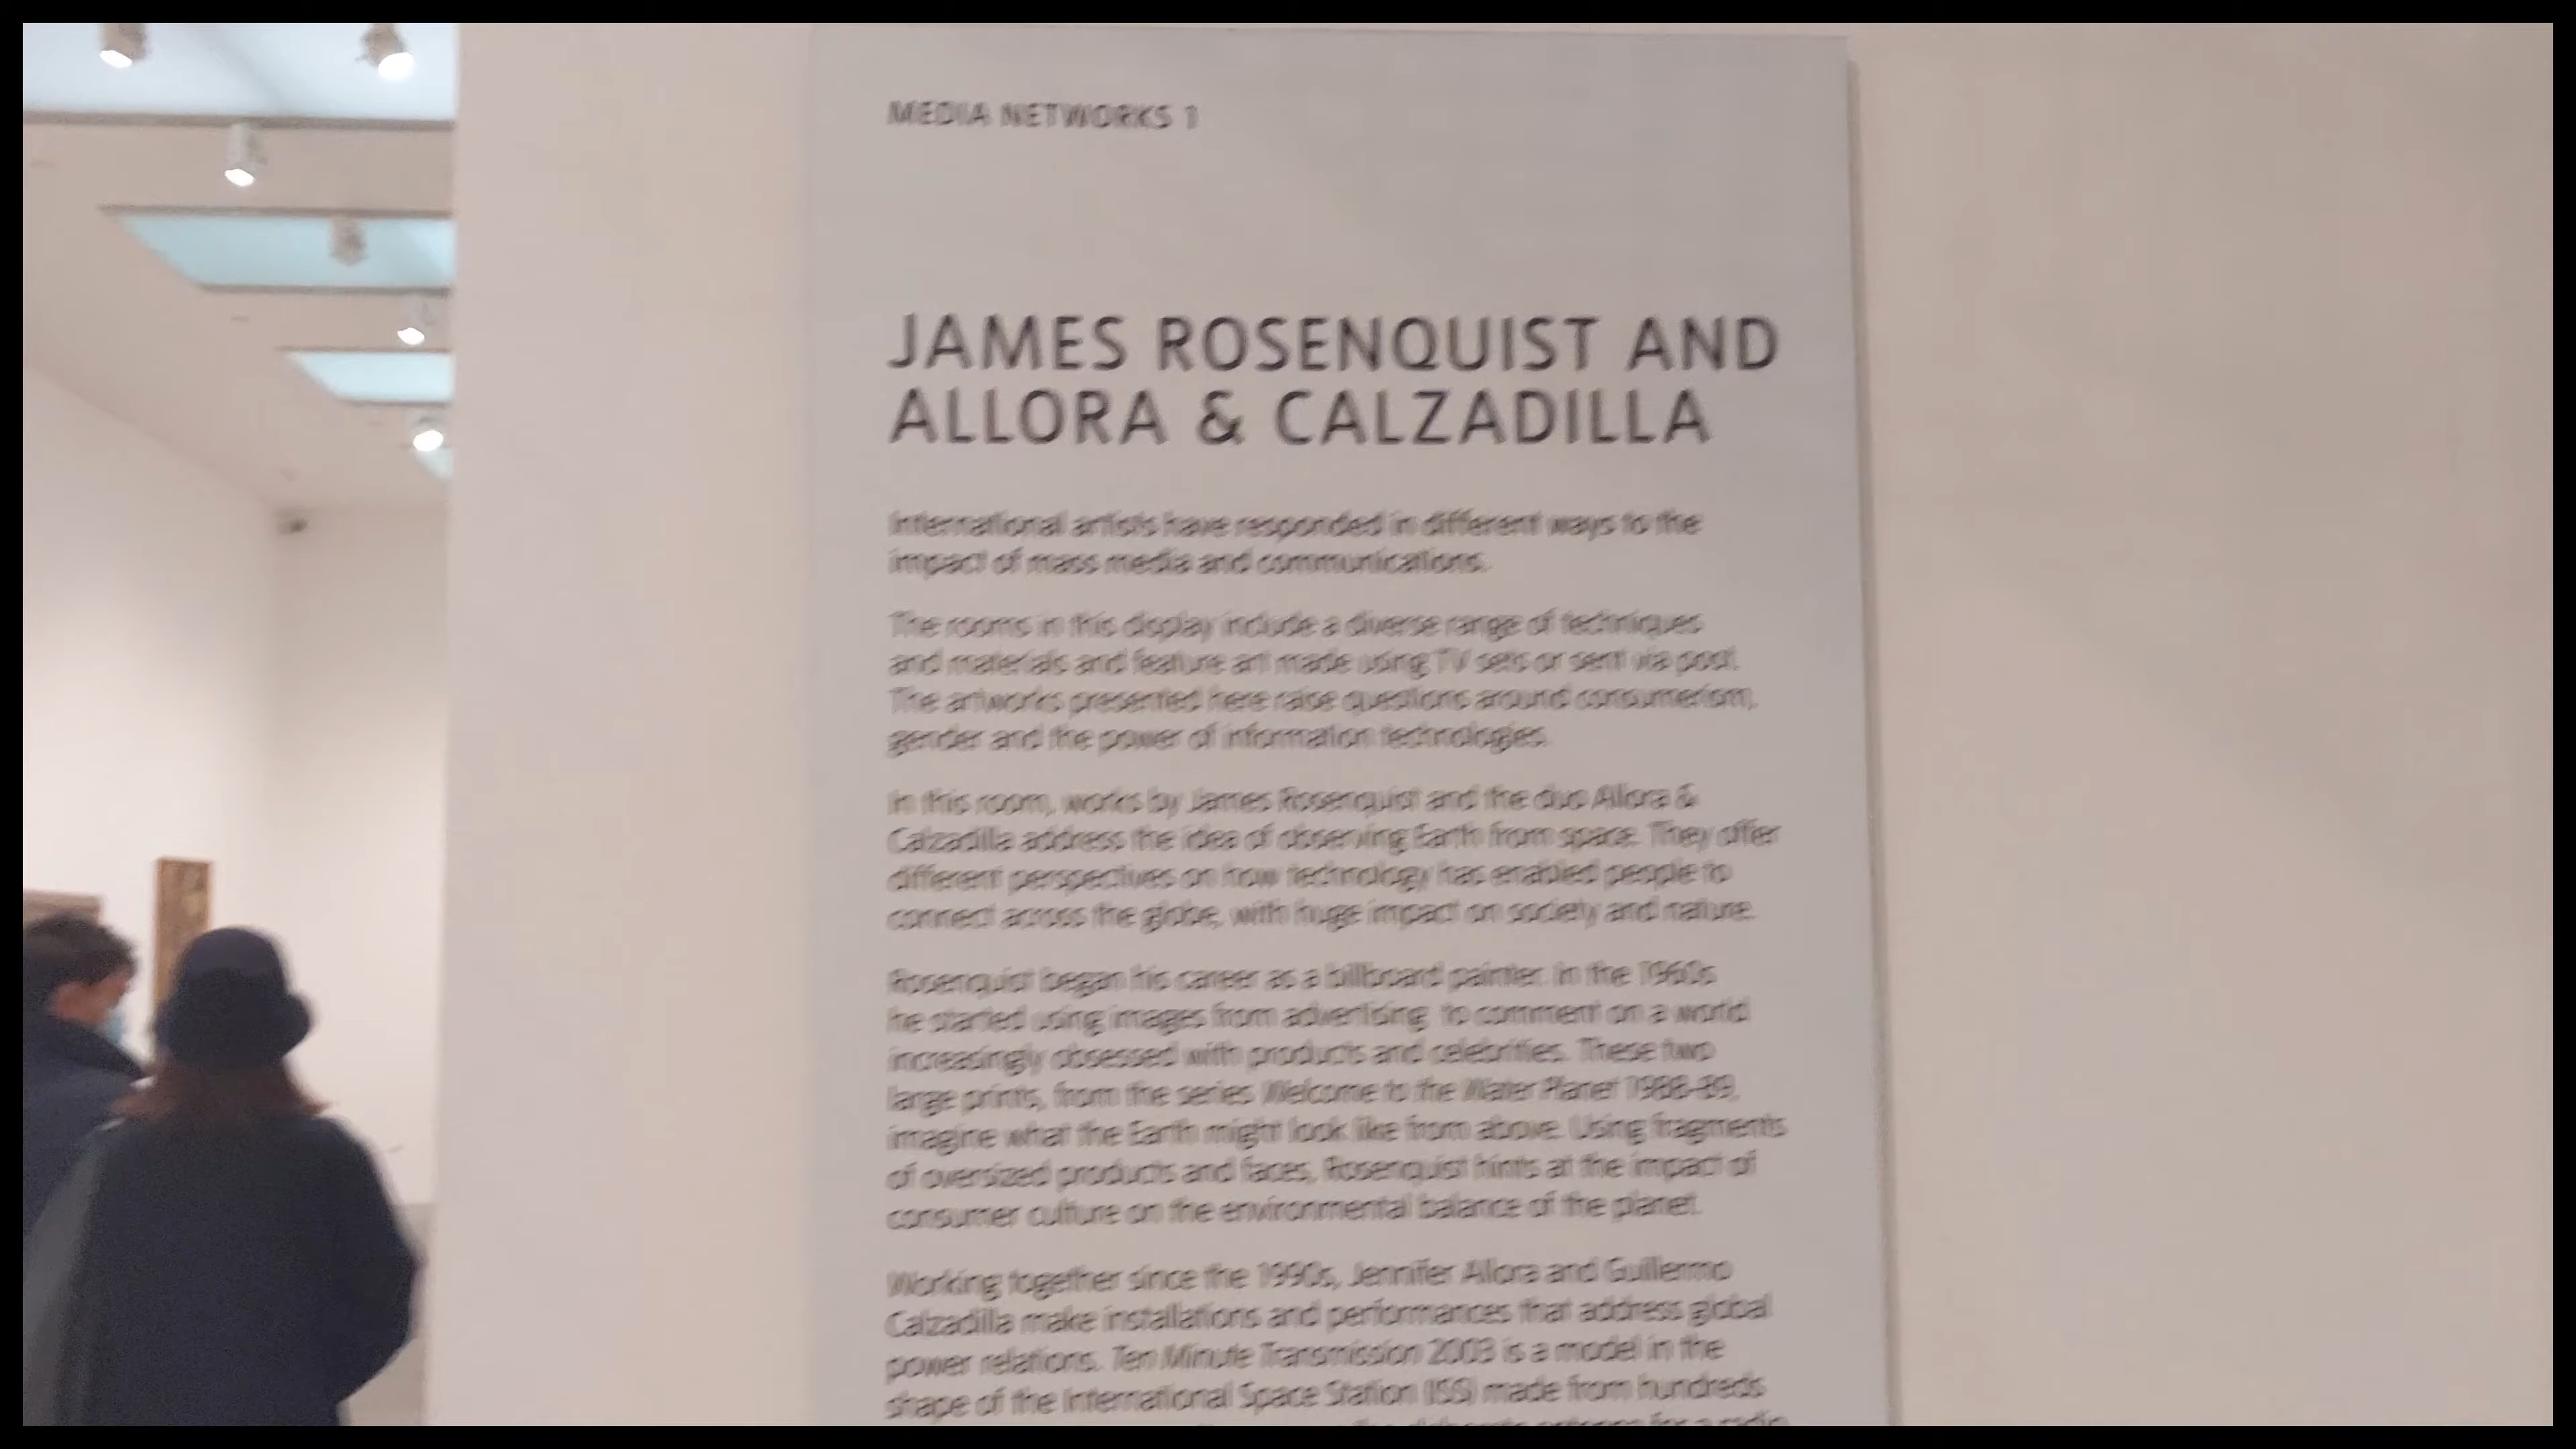 MEDIA NETWORKS 1
JAMES ROSENQUIST AND
ALLORA & CALZADILLA
International artists have responded in different ways to the
impact of mass media and communications.
The rooms in this display include a diverse range of techniques
and materials and feature art made using TV sets or sent via post.
The artworks presented here raise questions around consumerism,
gender and the power of information technologies.
In this room, works by James Rosenquist and the duo Allora &
Calzadilla address the idea of observing Earth from space. They offer
different perspectives on how technology has enabled people to
connect across the globe, with huge impact on society and nature.
Rosenquist began his career as a billboard painter. In the 1960s
he started using images from advertising to comment on a world
increasingly obsessed with products and celebrities. These two
large prints, from the series Welcome to the Water Planet 1988–89,
imagine what the Earth might look like from above. Using fragments
of oversized products and faces, Rosenquist hints at the impact of
consumer culture on the environmental balance of the planet.
Working together since the 1990s, Jennifer Allora and Guillermo
Calzadilla make installations and performances that address global
power relations. Ten Minute Transmission 2003 is a model in the
shape of the International Space Station (ISS) made from hundreds